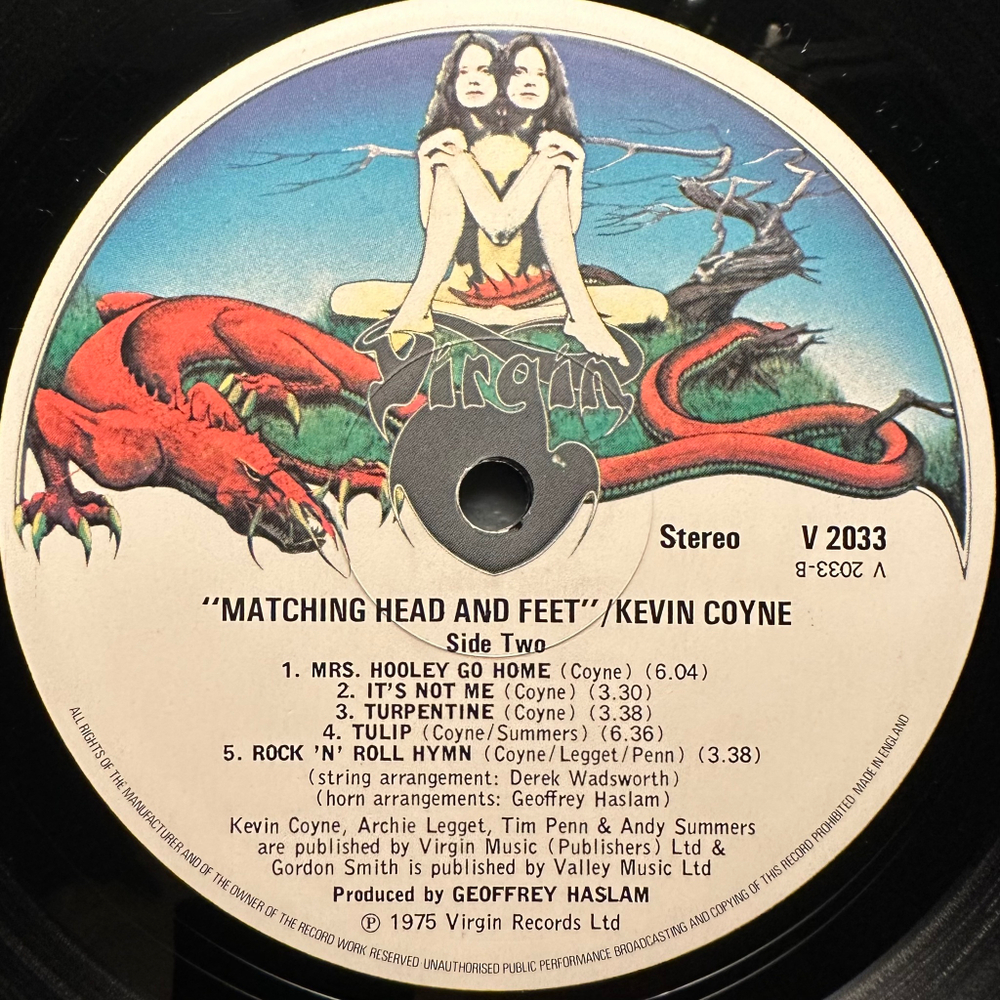 Virgin
Stereo V 2033
V 2033-B
“MATCHING HEAD AND FEET”/KEVIN COYNE
Side Two
1. MRS. HOOLEY GO HOME (Coyne) (6.04)
2. IT'S NOT ME (Coyne) (3.30)
3. TURPENTINE (Coyne) (3.38)
4. TULIP (Coyne/Summers) (6.36)
5. ROCK 'N' ROLL HYMN (Coyne/Legget/Penn) (3.38)
(string arrangement: Derek Wadsworth)
(horn arrangements: Geoffrey Haslam)
Kevin Coyne, Archie Legget, Tim Penn & Andy Summers
are published by Virgin Music (Publishers) Ltd &
Gordon Smith is published by Valley Music Ltd
Produced by GEOFFREY HASLAM
℗ 1975 Virgin Records Ltd
ALL RIGHTS OF THE MANUFACTURER AND OF THE OWNER OF THE RECORD WORK RESERVED UNAUTHORISED PUBLIC PERFORMANCE BROADCASTING AND COPYING OF THIS RECORD PROHIBITED MADE IN ENGLAND